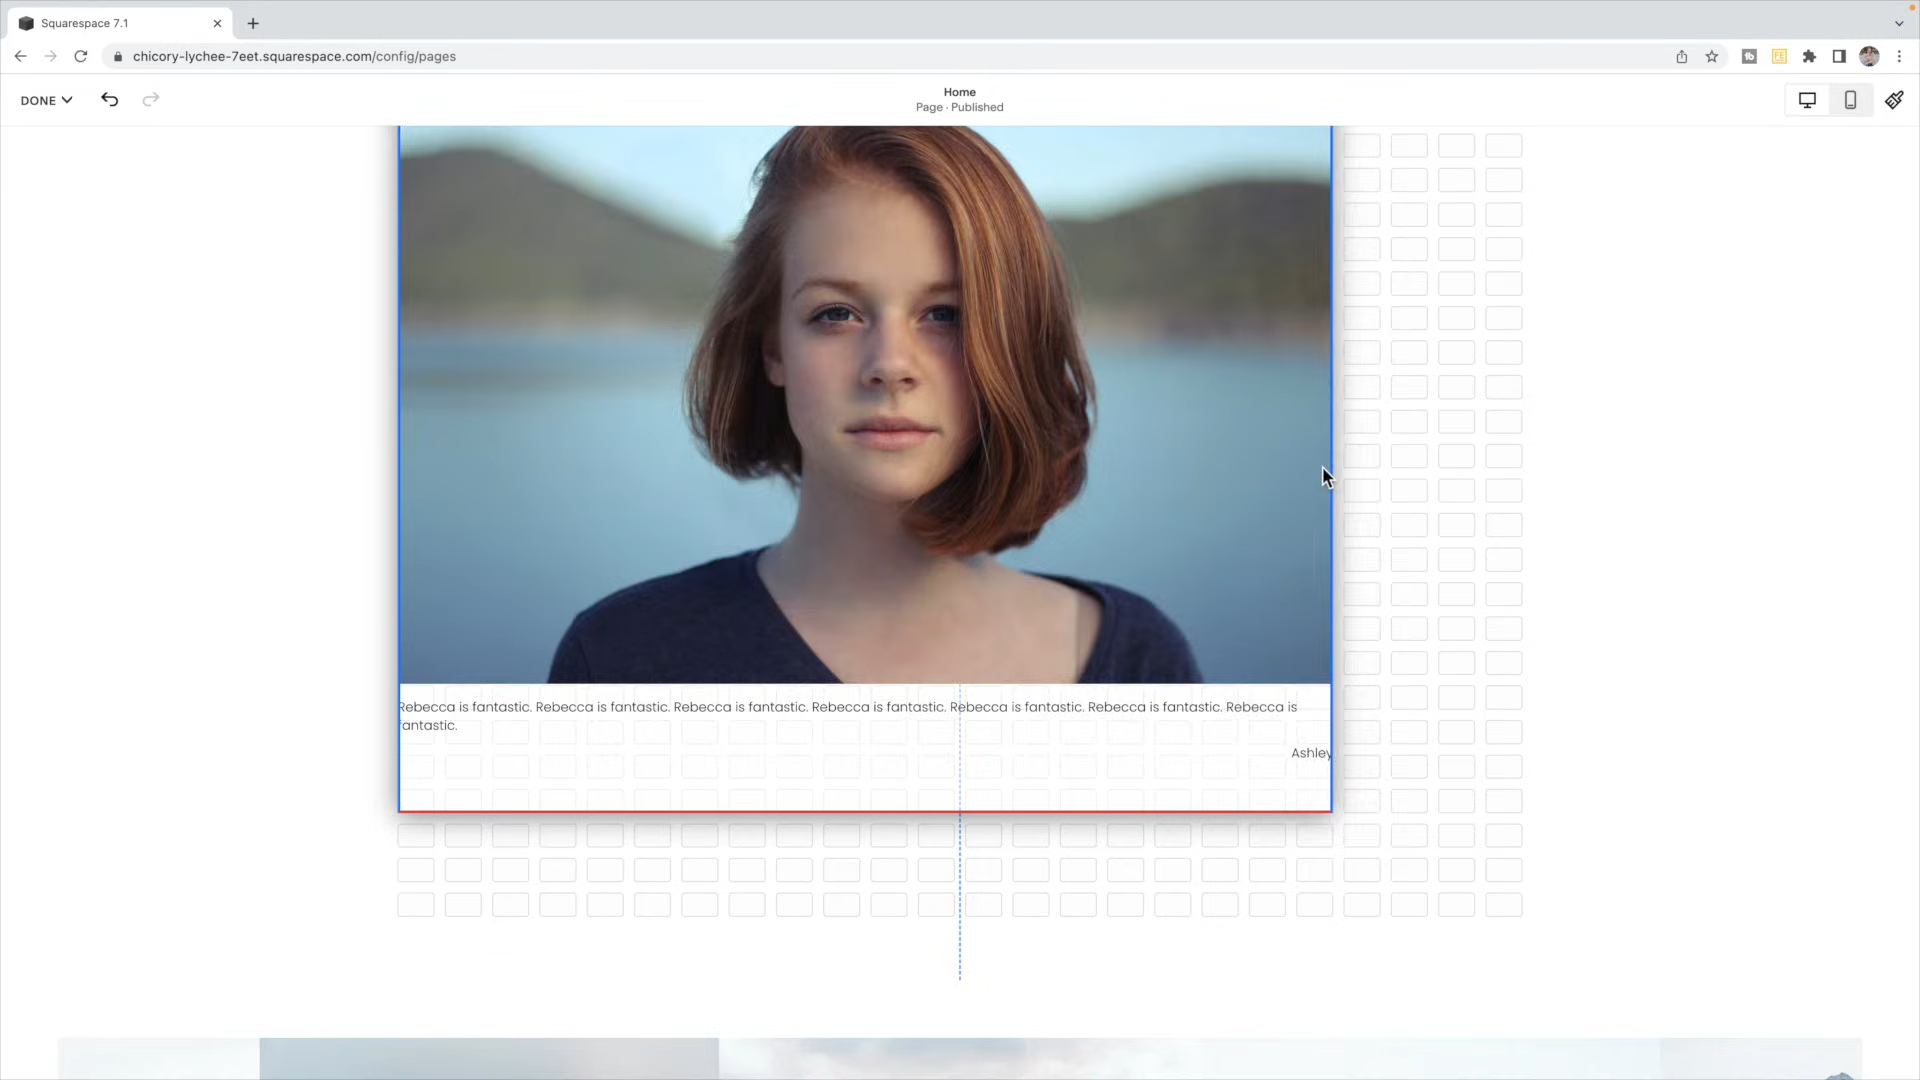 Squarespace 7.1
chicory-lychee-7eet.squarespace.com/config/pages
DONE
Home
Page · Published
Rebecca is fantastic. Rebecca is fantastic. Rebecca is fantastic. Rebecca is fantastic. Rebecca is fantastic. Rebecca is fantastic. Rebecca is
fantastic.
Ashley